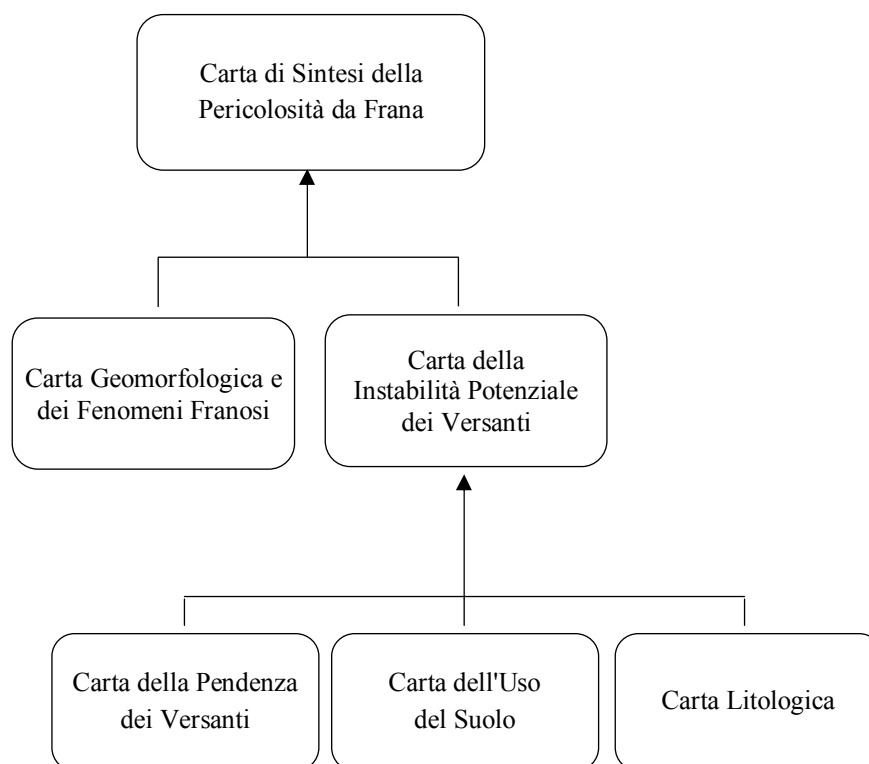 Carta di Sintesi della
Pericolosità da Frana
Carta Geomorfologica e
dei Fenomeni Franosi
Carta della
Instabilità Potenziale
dei Versanti
Carta della Pendenza
dei Versanti
Carta dell'Uso
del Suolo
Carta Litologica